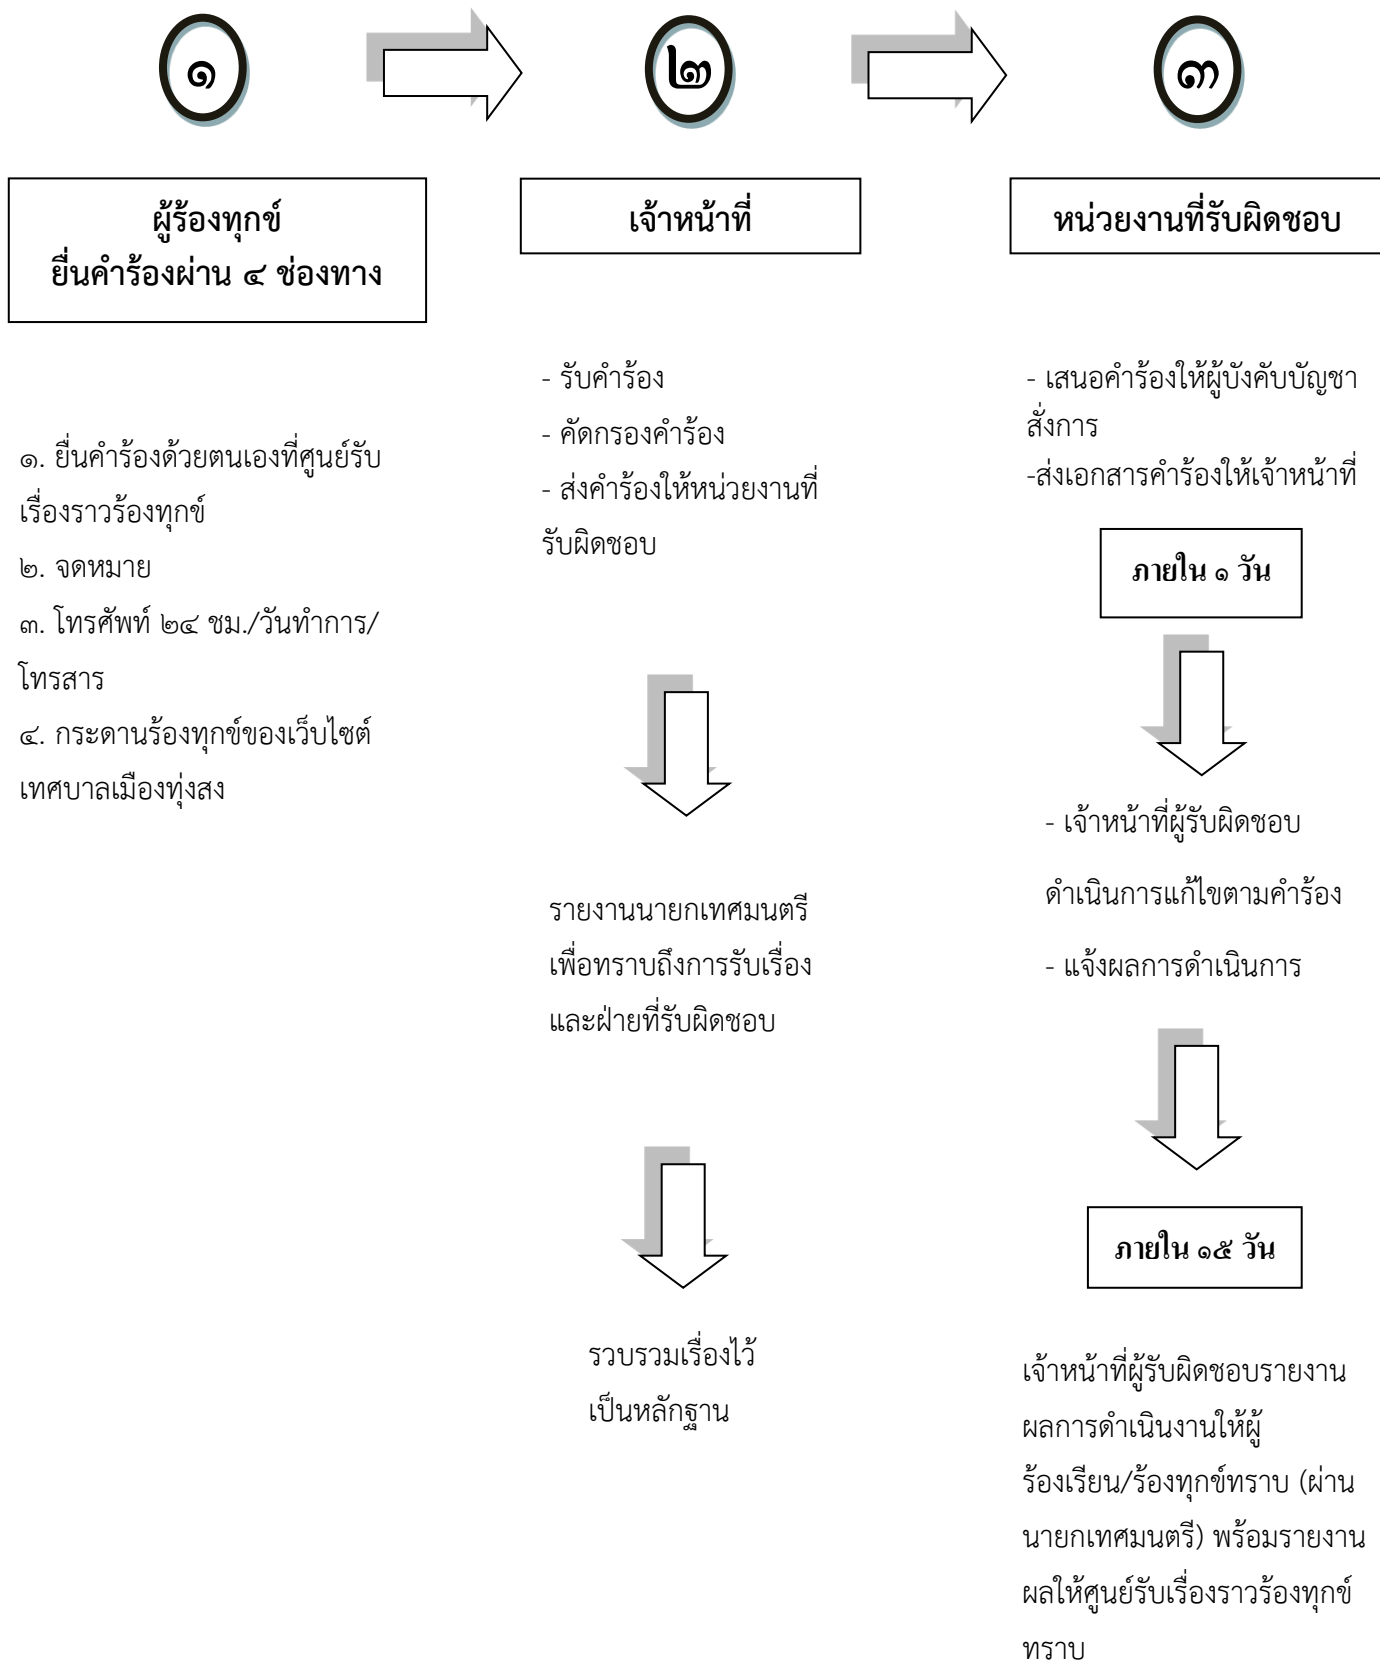 ๑
๒
๓
ผู้ร้องทุกข์
ยื่นคำร้องผ่าน ๔ ช่องทาง
๑. ยื่นคำร้องด้วยตนเองที่ศูนย์รับ
เรื่องราวร้องทุกข์
๒. จดหมาย
๓. โทรศัพท์ ๒๔ ชม./วันทำการ/
โทรสาร
๔. กระดานร้องทุกข์ของเว็บไซต์
เทศบาลเมืองทุ่งสง
เจ้าหน้าที่
- รับคำร้อง
- คัดกรองคำร้อง
- ส่งคำร้องให้หน่วยงานที่
รับผิดชอบ
รายงานนายกเทศมนตรี
เพื่อทราบถึงการรับเรื่อง
และฝ่ายที่รับผิดชอบ
รวบรวมเรื่องไว้
เป็นหลักฐาน
หน่วยงานที่รับผิดชอบ
- เสนอคำร้องให้ผู้บังคับบัญชา
สั่งการ
-ส่งเอกสารคำร้องให้เจ้าหน้าที่
ภายใน ๑ วัน
- เจ้าหน้าที่ผู้รับผิดชอบ
ดำเนินการแก้ไขตามคำร้อง
- แจ้งผลการดำเนินการ
ภายใน ๑๕ วัน
เจ้าหน้าที่ผู้รับผิดชอบรายงาน
ผลการดำเนินงานให้ผู้
ร้องเรียน/ร้องทุกข์ทราบ (ผ่าน
นายกเทศมนตรี) พร้อมรายงาน
ผลให้ศูนย์รับเรื่องราวร้องทุกข์
ทราบ